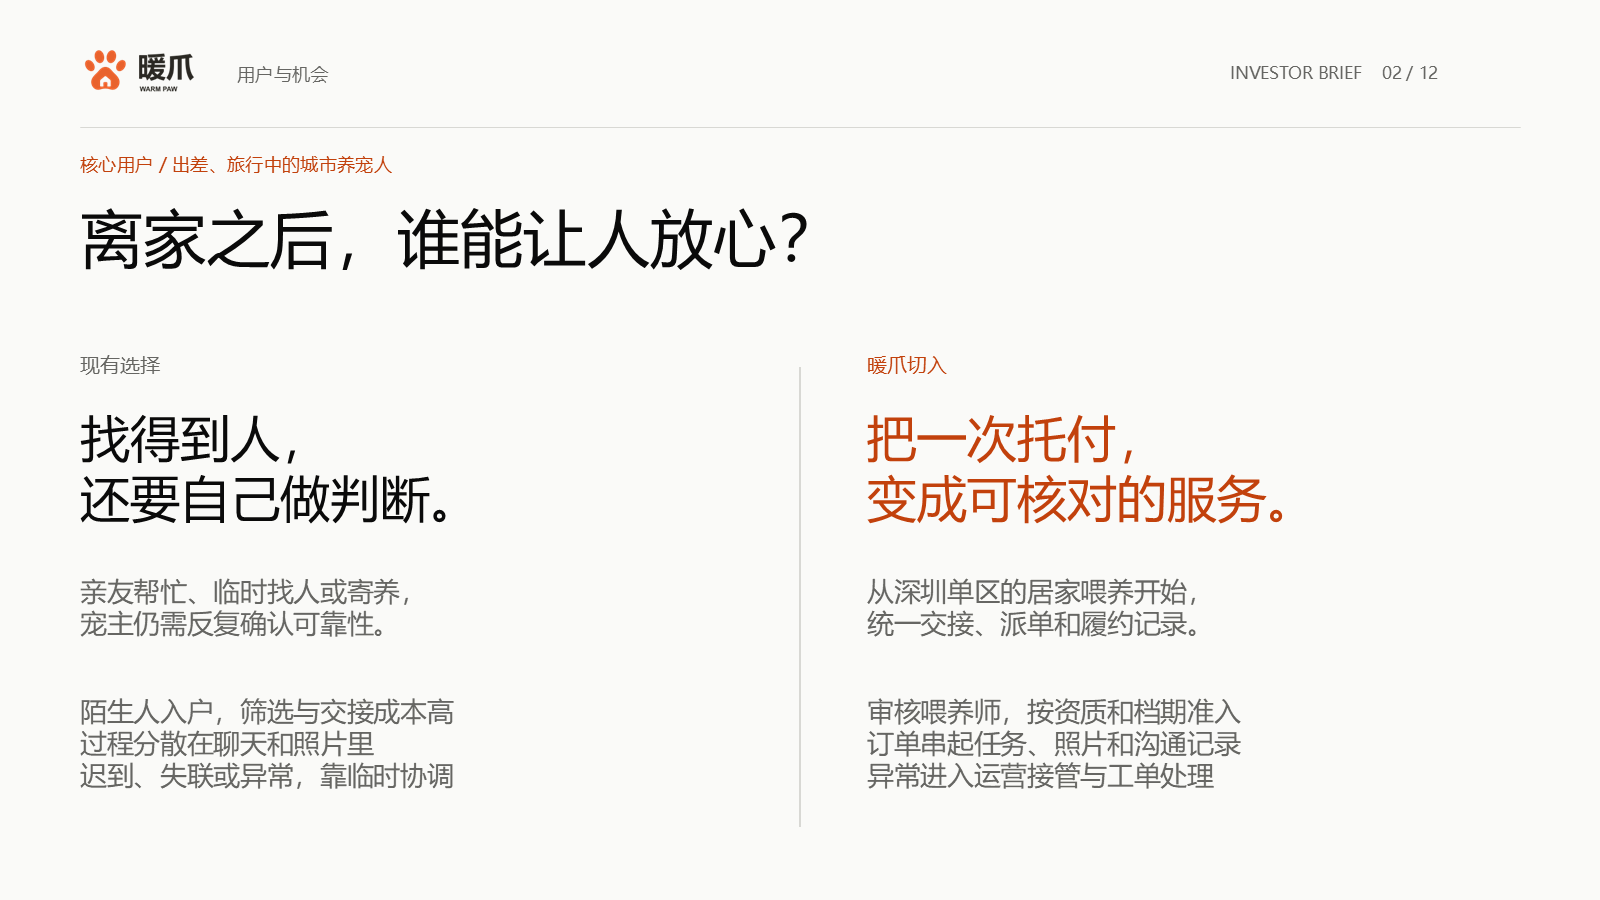 暖爪
WARM PAW
用户与机会
INVESTOR BRIEF 02 / 12
核心用户 / 出差、旅行中的城市养宠人
离家之后，谁能让人放心？
现有选择
找得到人，
还要自己做判断。
亲友帮忙、临时找人或寄养，
宠主仍需反复确认可靠性。
陌生人入户，筛选与交接成本高
过程分散在聊天和照片里
迟到、失联或异常，靠临时协调
暖爪切入
把一次托付，
变成可核对的服务。
从深圳单区的居家喂养开始，
统一交接、派单和履约记录。
审核喂养师，按资质和档期准入
订单串起任务、照片和沟通记录
异常进入运营接管与工单处理